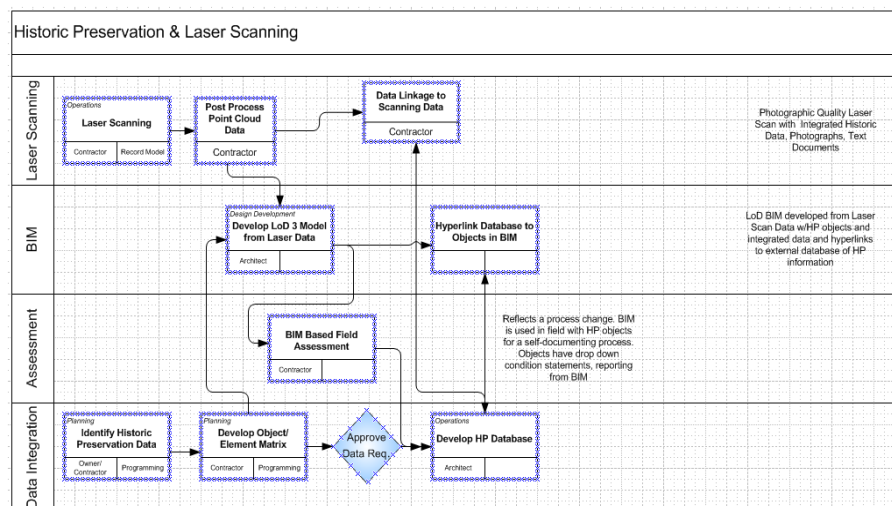 Historic Preservation & Laser Scanning
Laser Scanning
Operations
Laser Scanning
Contractor
Record Model
Post Process
Point Cloud
Data
Contractor
Data Linkage to
Scanning Data
Contractor
Photographic Quality Laser
Scan with Integrated Historic
Data, Photographs, Text
Documents
BIM
Design Development
Develop LoD 3 Model
from Laser Data
Architect
Hyperlink Database to
Objects in BIM
LoD BIM developed from Laser
Scan Data w/HP objects and
integrated data and hyperlinks
to external database of HP
information
Assessment
BIM Based Field
Assessment
Contractor
Reflects a process change. BIM
is used in field with HP objects
for a self-documenting process.
Objects have drop down
condition statements, reporting
from BIM
Data Integration
Planning
Identify Historic
Preservation Data
Owner/
Contractor
Programming
Planning
Develop Object/
Element Matrix
Contractor
Programming
Approve
Data Req.
Operations
Develop HP Database
Architect